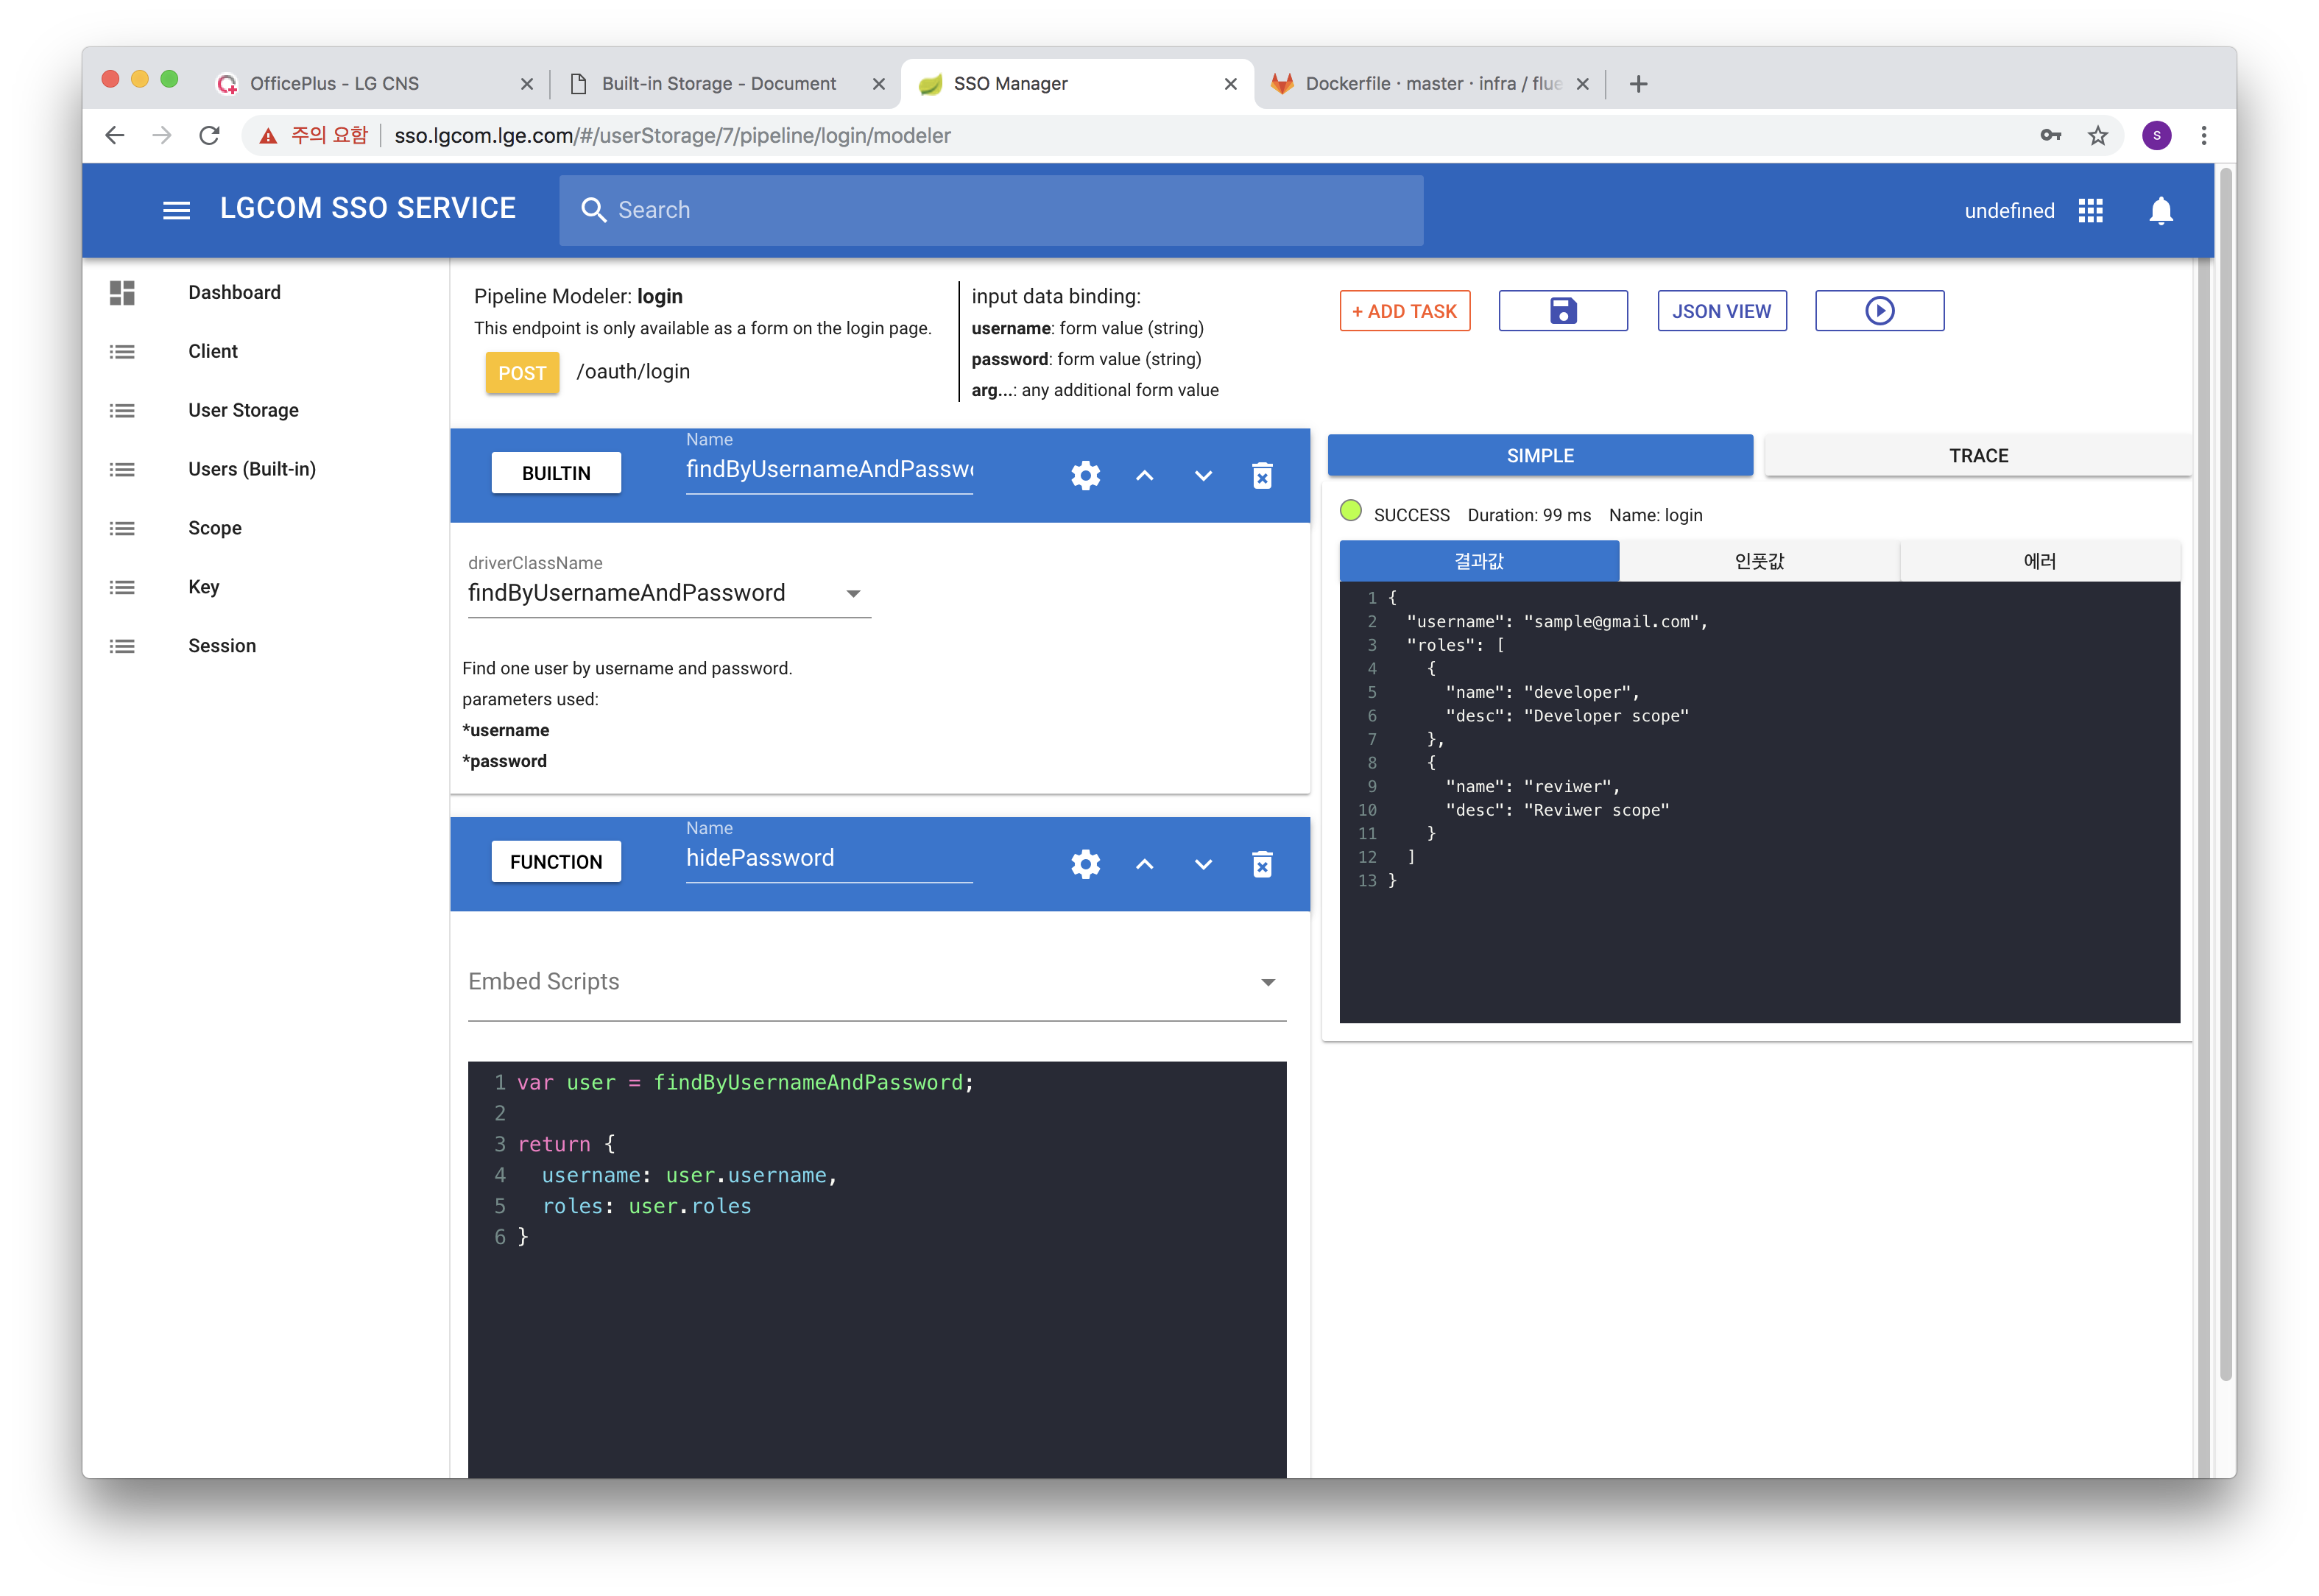 OfficePlus - LG CNS
Built-in Storage - Document
SSO Manager
Dockerfile · master · infra / flue
주의 요함
sso.lgcom.lge.com/#/userStorage/7/pipeline/login/modeler
S
LGCOM SSO SERVICE
Search
undefined
Dashboard
Client
User Storage
Users (Built-in)
Scope
Key
Session
Pipeline Modeler: login
This endpoint is only available as a form on the login page.
POST /oauth/login
input data binding:
username: form value (string)
password: form value (string)
arg...: any additional form value
+ ADD TASK
JSON VIEW
BUILTIN
Name
findByUsernameAndPassw
driverClassName
findByUsernameAndPassword
Find one user by username and password.
parameters used:
*username
*password
FUNCTION
Name
hidePassword
Embed Scripts
1 var user = findByUsernameAndPassword;
2
3 return {
4 username: user.username,
5 roles: user.roles
6 }
SIMPLE
TRACE
SUCCESS Duration: 99 ms Name: login
결과값
인풋값
에러
1 {
2 "username": "sample@gmail.com",
3 "roles": [
4 {
5 "name": "developer",
6 "desc": "Developer scope"
7 },
8 {
9 "name": "reviwer",
10 "desc": "Reviwer scope"
11 }
12 ]
13 }